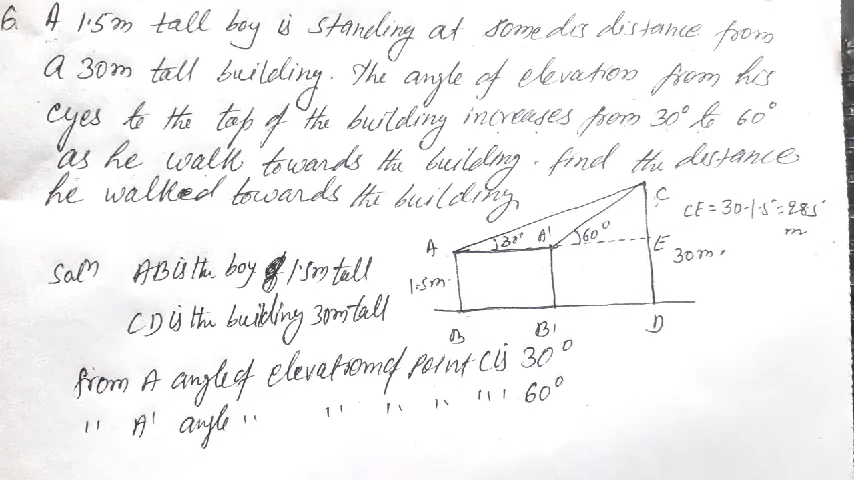 6. A 1.5m tall boy is standing at some dis distance from
a 30m tall building. The angle of elevation from his
eyes to the top of the building increases from 30° to 60°
as he walk towards the building. find the distance
he walked towards the building.
C
CE = 30-1.5 = 28.5
m
A 30° A' 60° E
30m.
1.5m
B B' D
Soln AB is the boy 1.5m tall
CD is the building 30m tall
from A angle of elevation of point C is 30°
" A' angle " " " " " " 60°